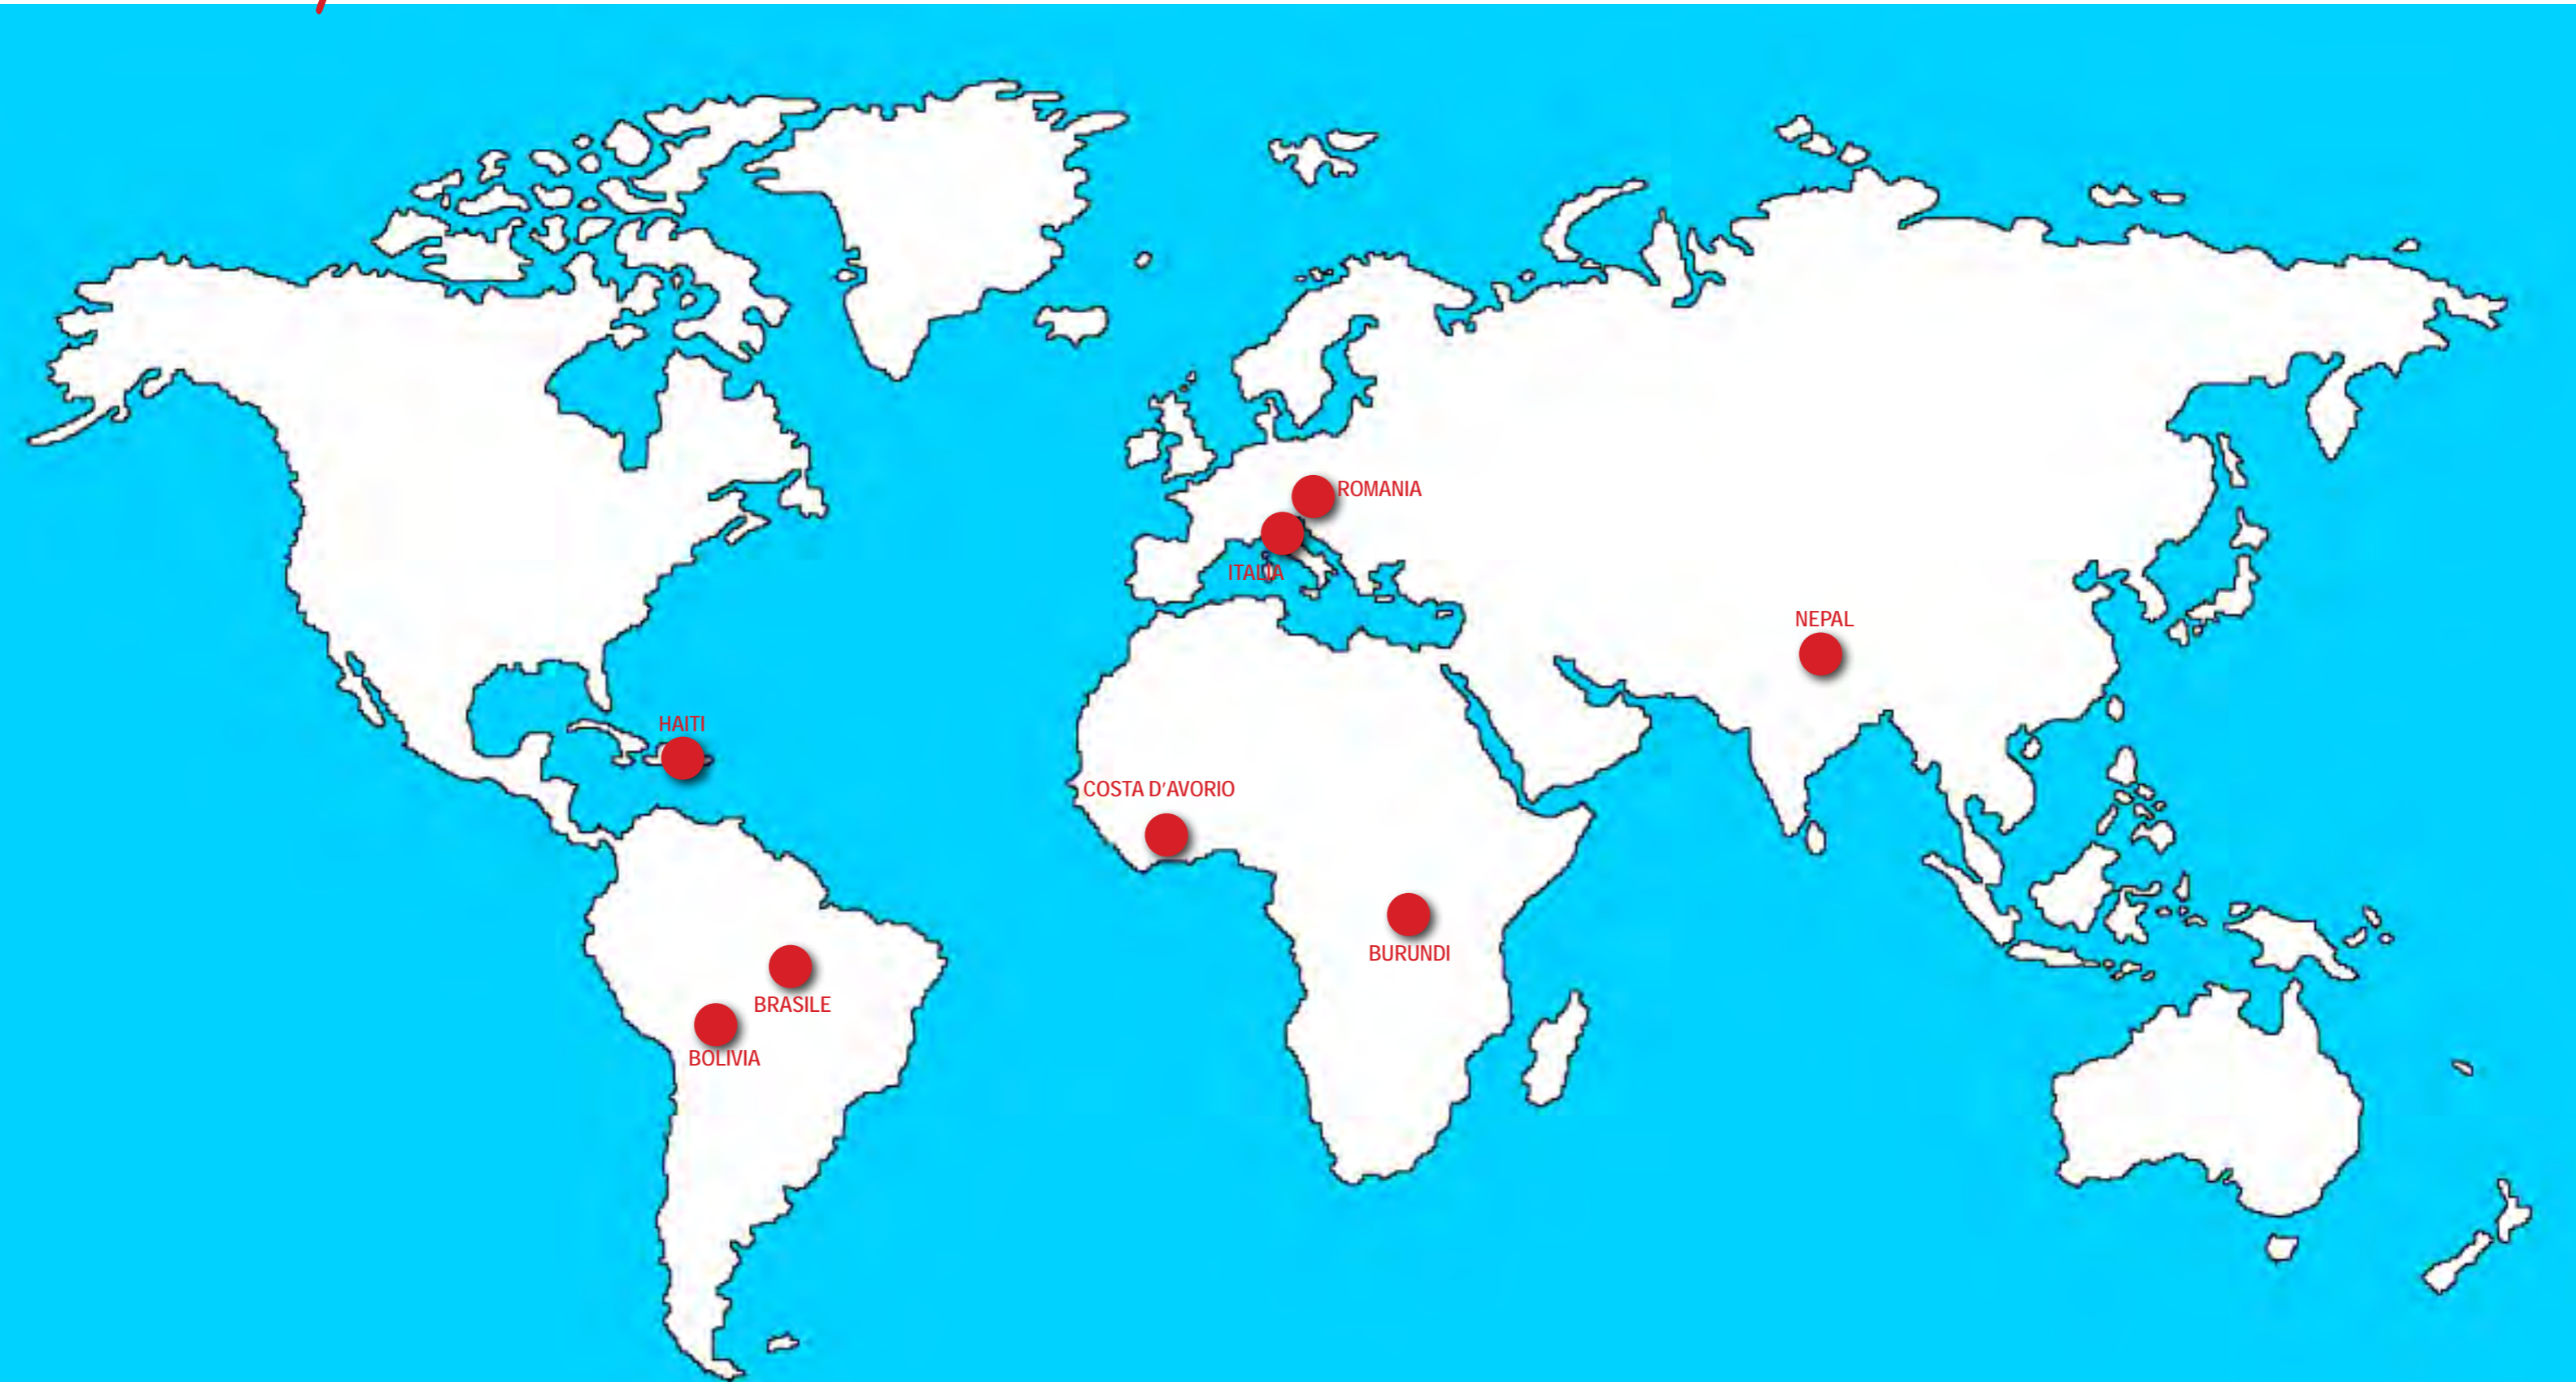 ROMANIA
ITALIA
NEPAL
HAITI
COSTA D'AVORIO
BURUNDI
BRASILE
BOLIVIA